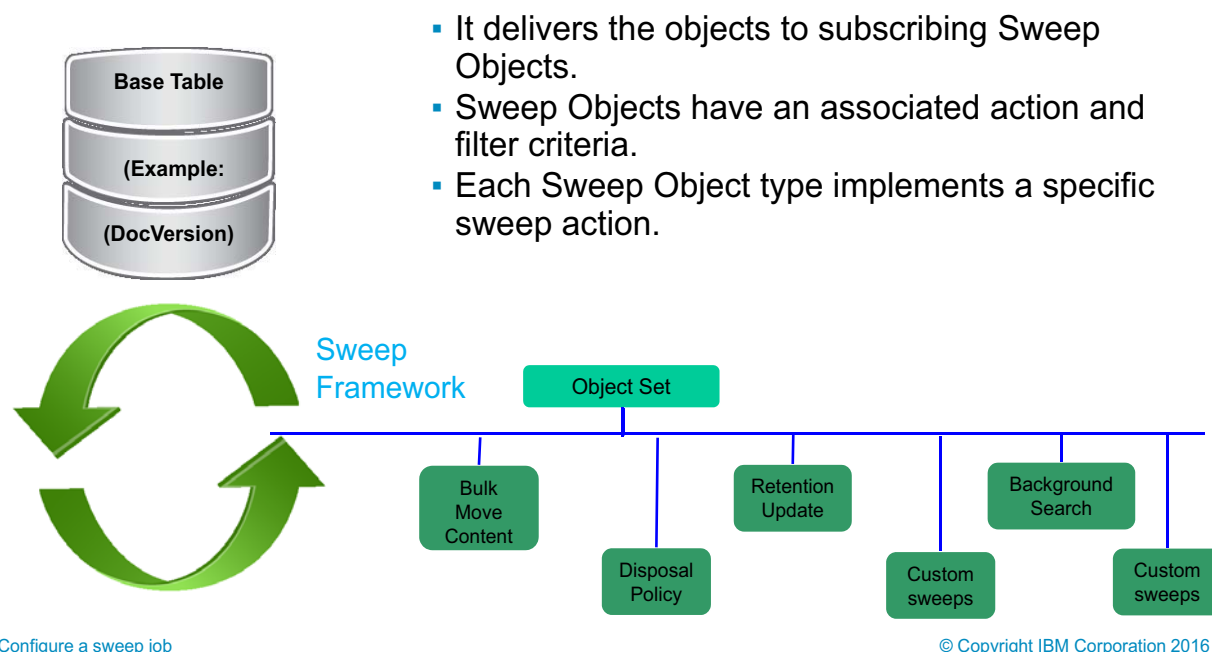 ▪ It delivers the objects to subscribing Sweep
Objects.
▪ Sweep Objects have an associated action and
filter criteria.
▪ Each Sweep Object type implements a specific
sweep action.
Base Table
(Example:
(DocVersion)
Sweep
Framework
Object Set
Bulk
Move
Content
Disposal
Policy
Retention
Update
Custom
sweeps
Background
Search
Custom
sweeps
Configure a sweep job
© Copyright IBM Corporation 2016